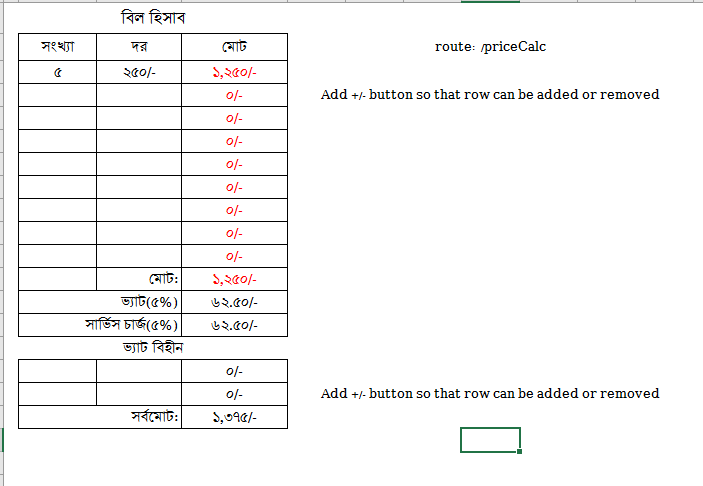 বিল হিসাব
সংখ্যা দর মোট route: /priceCalc
৫ ২৫০/- ১,২৫০/-
০/- Add +/- button so that row can be added or removed
০/-
০/-
০/-
০/-
০/-
০/-
০/-
মোট: ১,২৫০/-
ভ্যাট(৫%) ৬২.৫০/-
সার্ভিস চার্জ(৫%) ৬২.৫০/-
ভ্যাট বিহীন
০/-
০/- Add +/- button so that row can be added or removed
সর্বমোট: ১,৩৭৫/-